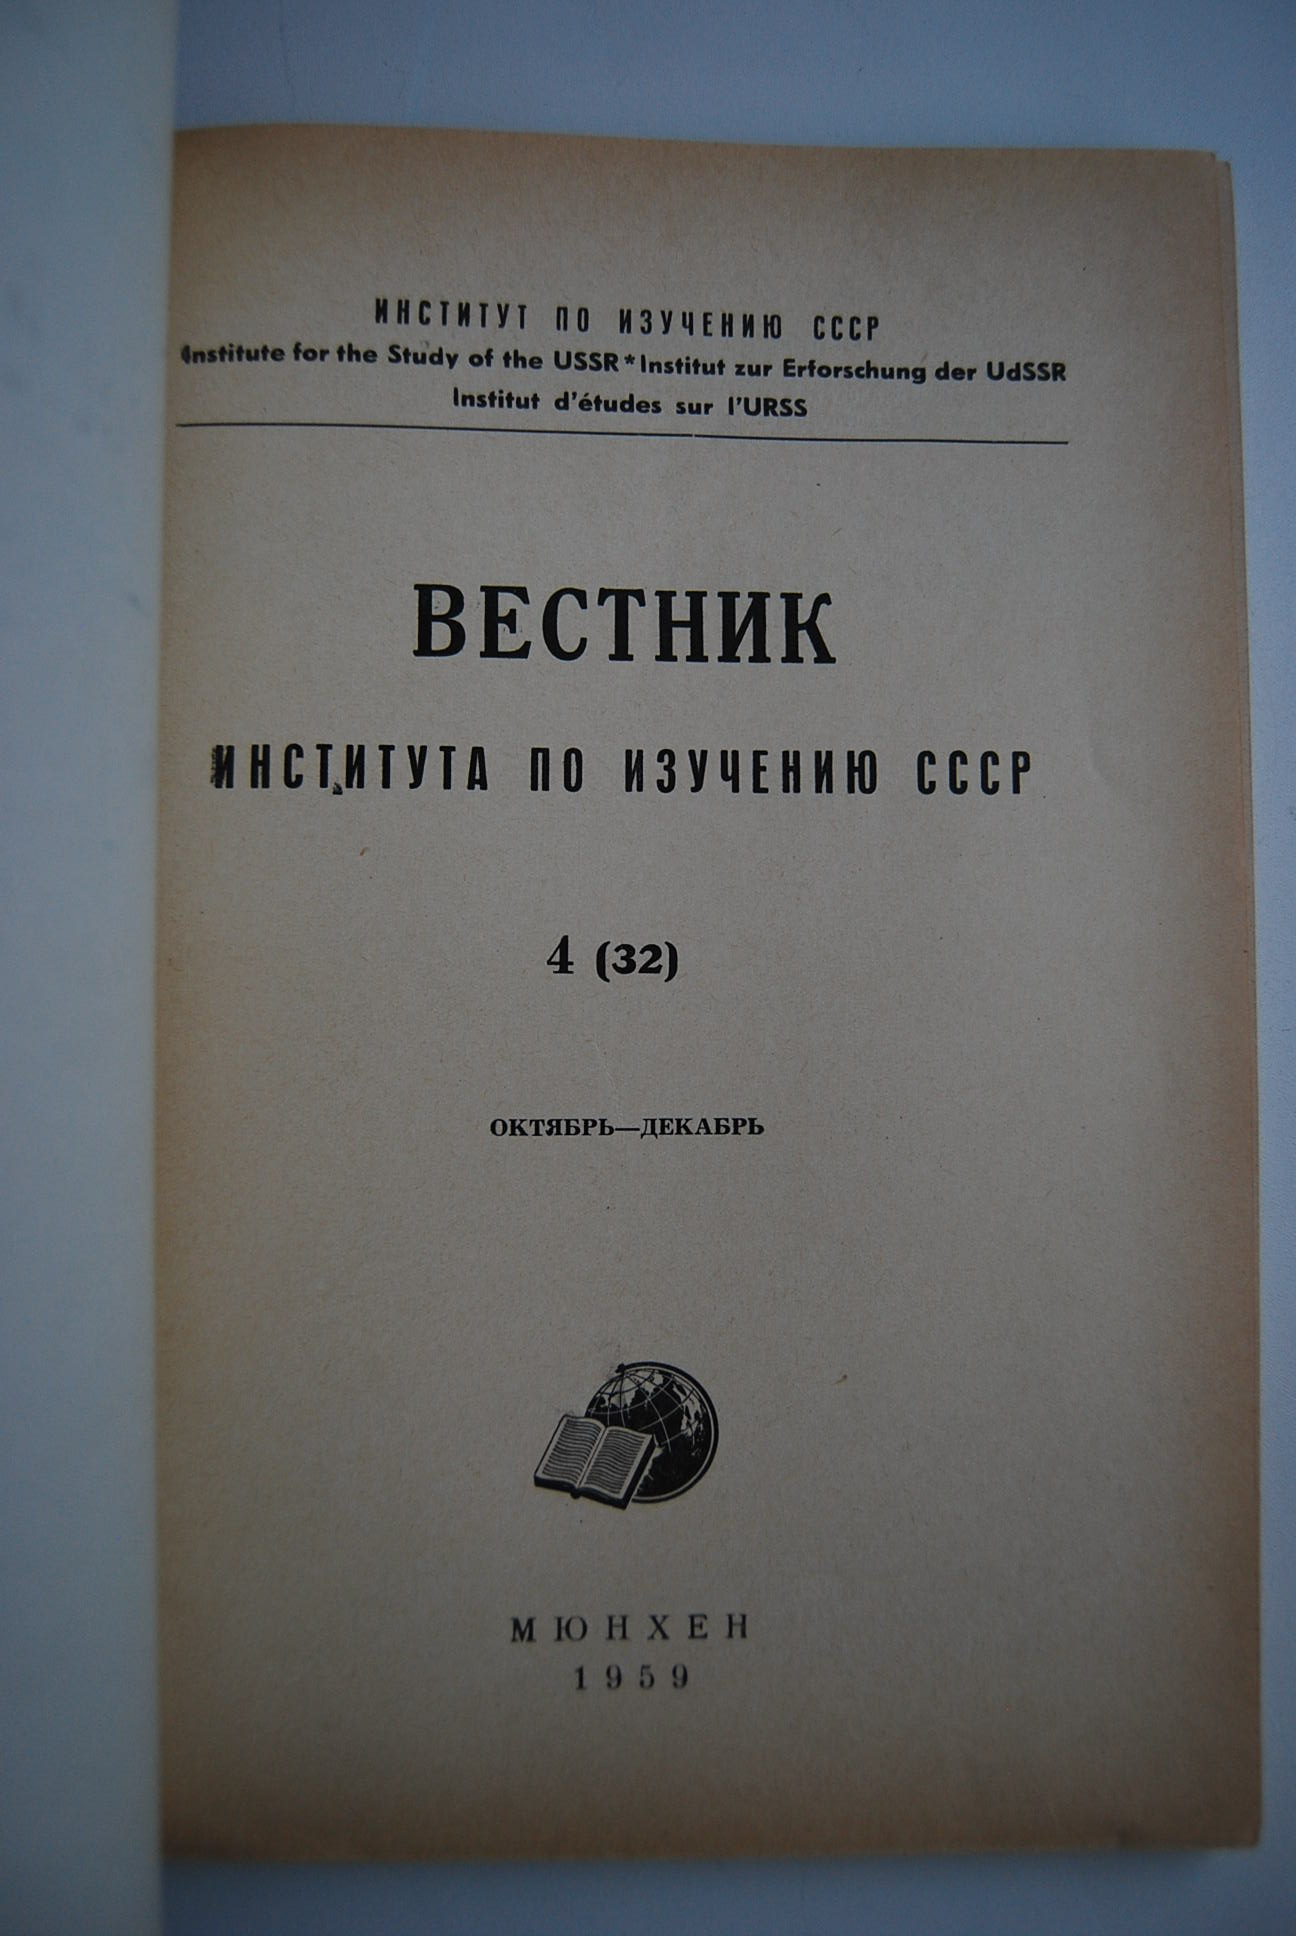 ИНСТИТУТ ПО ИЗУЧЕНИЮ СССР
Institute for the Study of the USSR * Institut zur Erforschung der UdSSR
Institut d'études sur l'URSS
ВЕСТНИК
ИНСТИТУТА ПО ИЗУЧЕНИЮ СССР
4 (32)
ОКТЯБРЬ—ДЕКАБРЬ
МЮНХЕН
1959